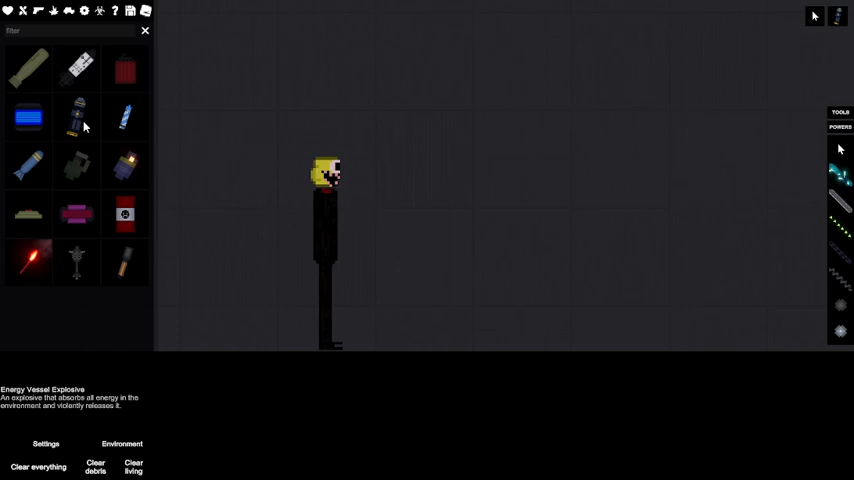 filter
TOOLS
POWERS
Energy Vessel Explosive
An explosive that absorbs all energy in the
environment and violently releases it.
Settings
Environment
Clear everything
Clear
debris
Clear
living